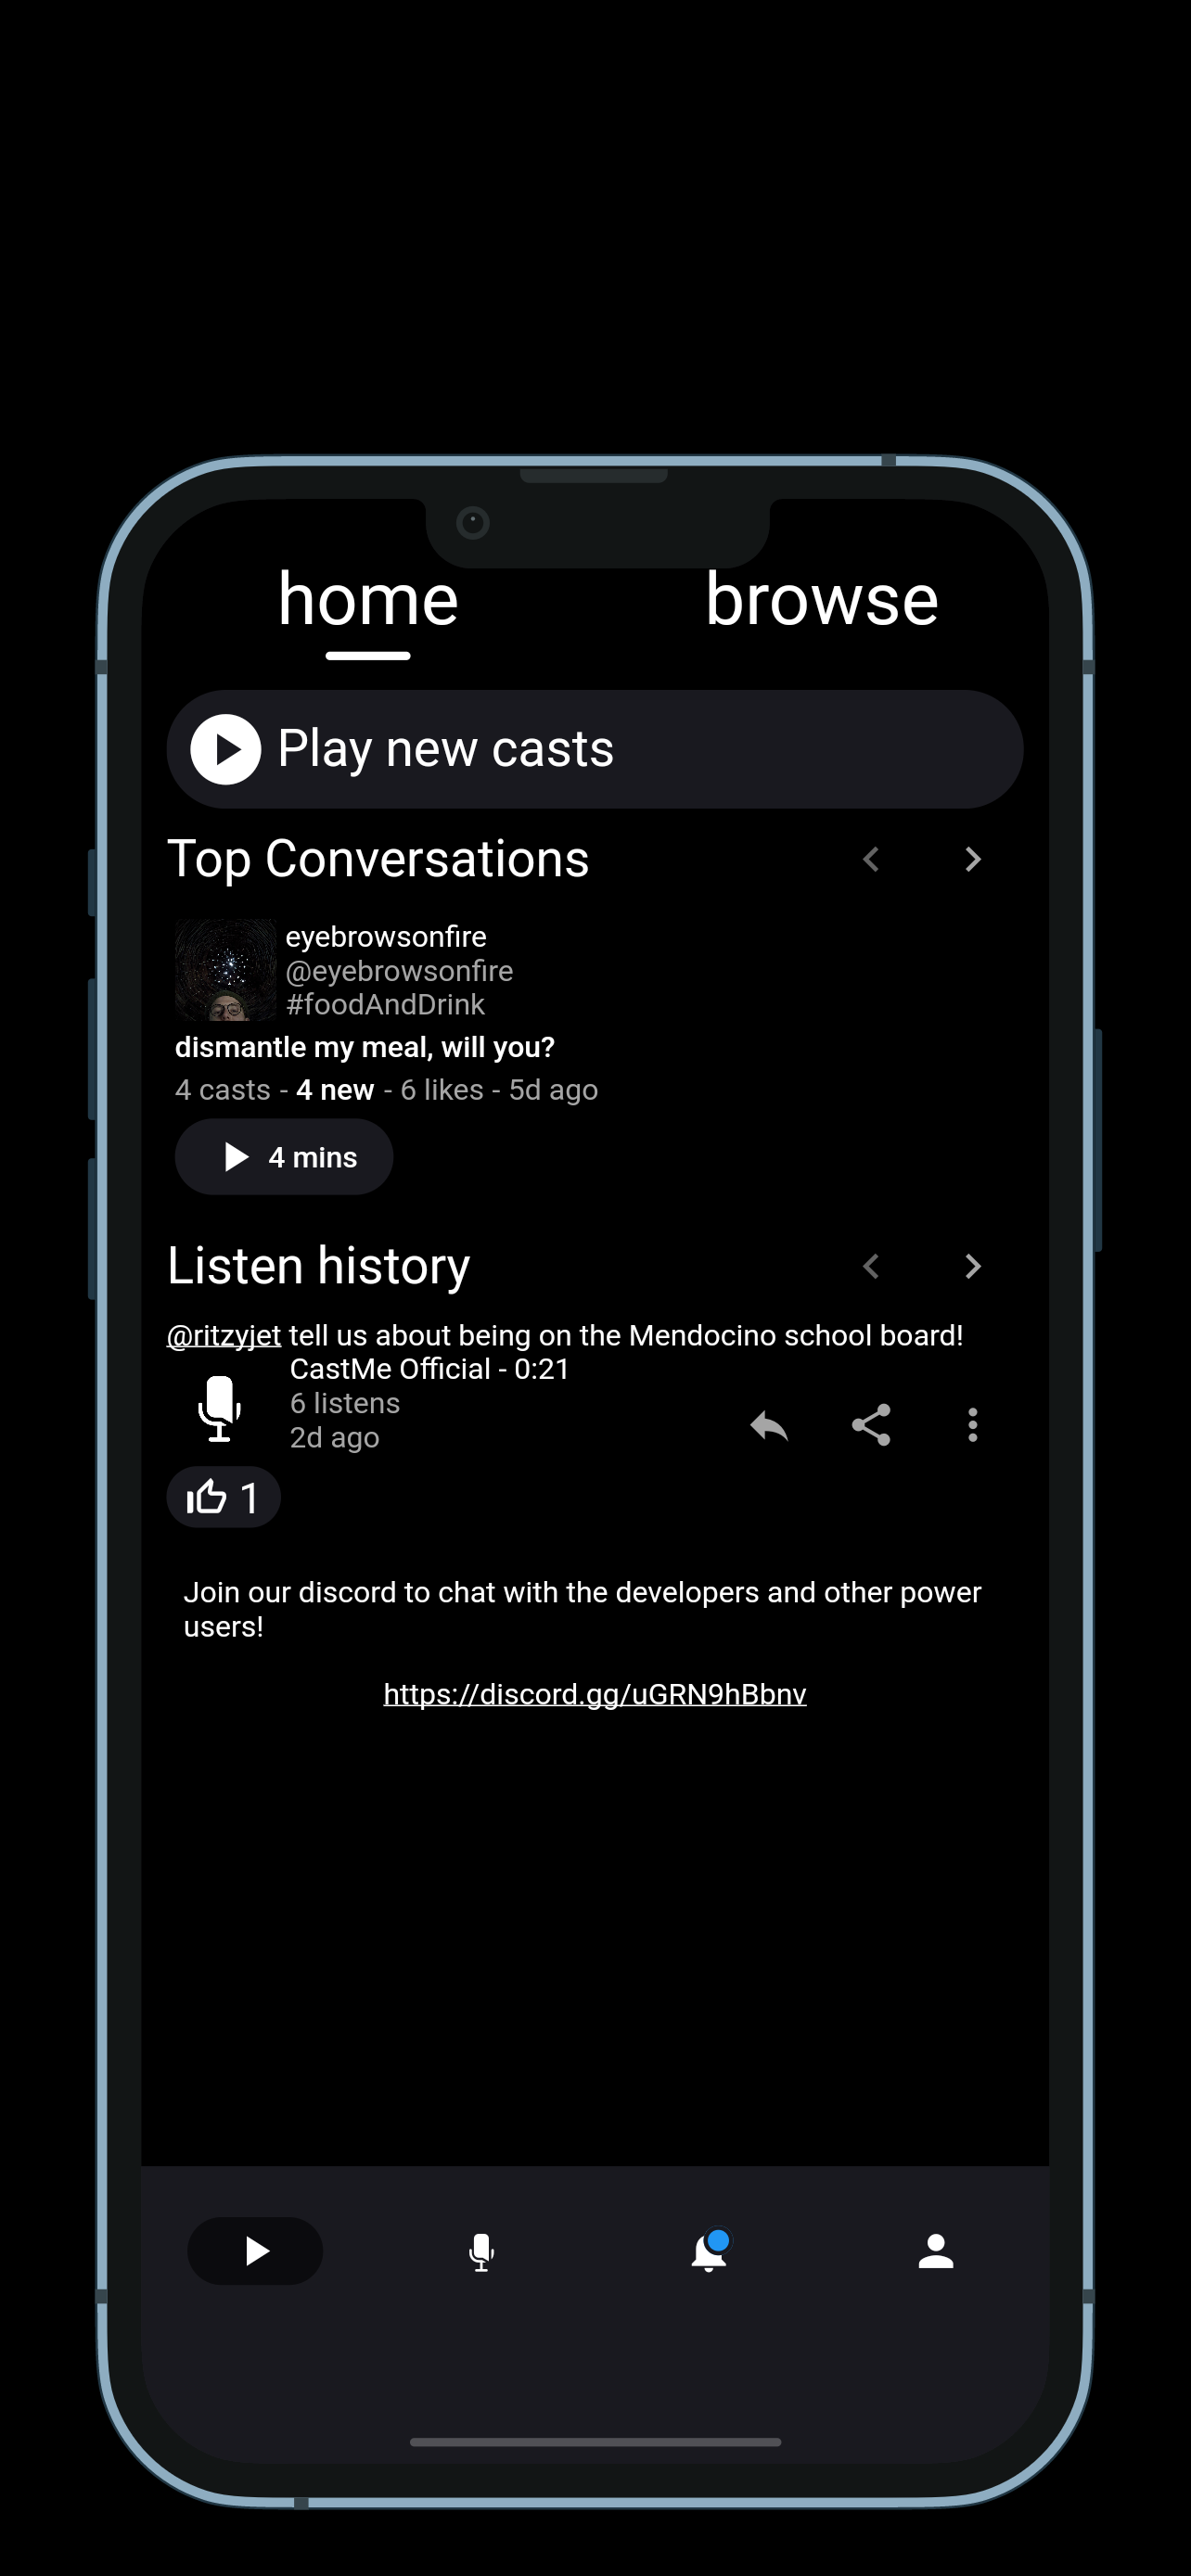 home
browse
Play new casts
Top Conversations
eyebrowsonfire
@eyebrowsonfire
#foodAndDrink
dismantle my meal, will you?
4 casts - 4 new - 6 likes - 5d ago
4 mins
Listen history
@ritzyjet tell us about being on the Mendocino school board!
CastMe Official - 0:21
6 listens
2d ago
1
Join our discord to chat with the developers and other power
users!
https://discord.gg/uGRN9hBbnv